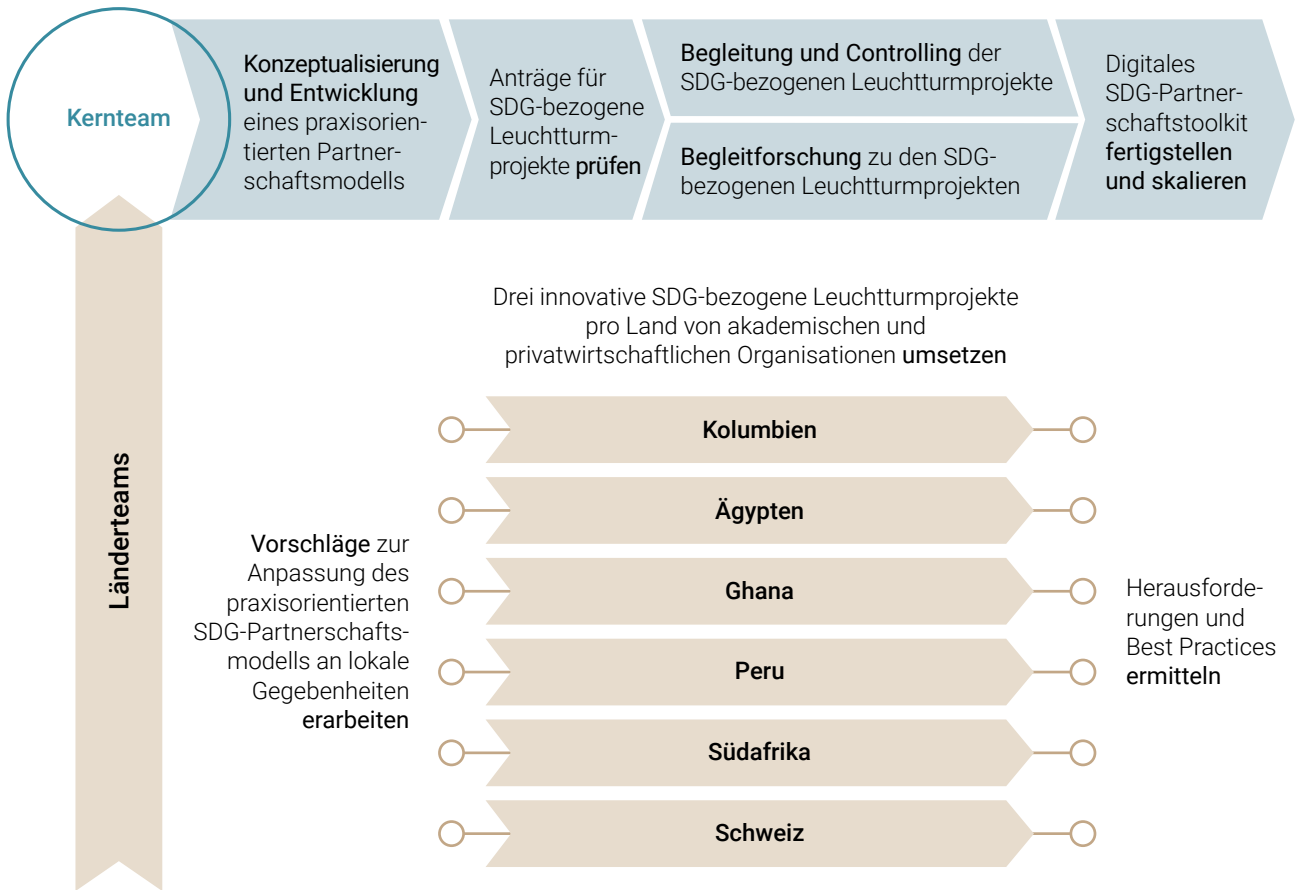 Kernteam
Konzeptualisierung
und Entwicklung
eines praxisorien-
tierten Partner-
schaftsmodells
Anträge für
SDG-bezogene
Leuchtturm-
projekte prüfen
Begleitung und Controlling der
SDG-bezogenen Leuchtturmprojekte
Begleitforschung zu den SDG-
bezogenen Leuchtturmprojekten
Digitales
SDG-Partner-
schaftstoolkit
fertigstellen
und skalieren
Länderteams
Drei innovative SDG-bezogene Leuchtturmprojekte
pro Land von akademischen und
privatwirtschaftlichen Organisationen umsetzen
Vorschläge zur
Anpassung des
praxisorientierten
SDG-Partnerschafts-
modells an lokale
Gegebenheiten
erarbeiten
Kolumbien
Ägypten
Ghana
Peru
Südafrika
Schweiz
Herausforde-
rungen und
Best Practices
ermitteln